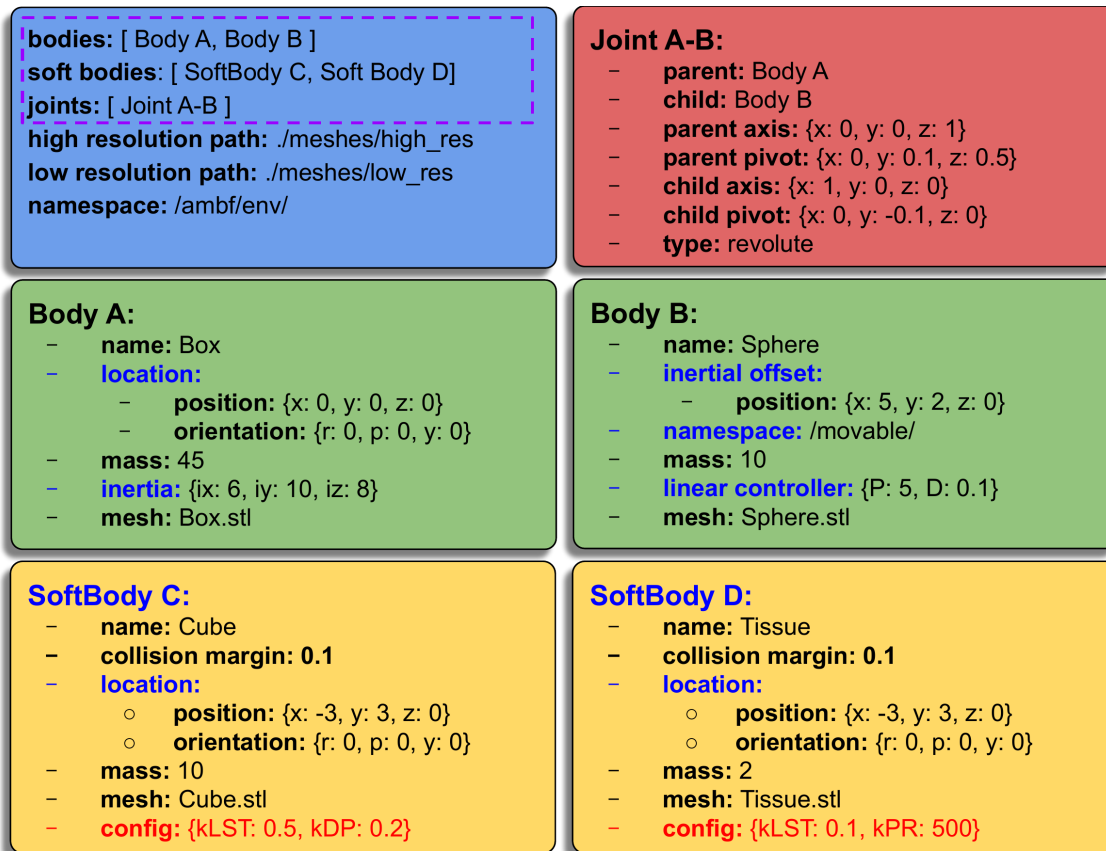 bodies: [ Body A, Body B ]
soft bodies: [ SoftBody C, Soft Body D]
joints: [ Joint A-B ]
high resolution path: ./meshes/high_res
low resolution path: ./meshes/low_res
namespace: /ambf/env/
Joint A-B:
- parent: Body A
- child: Body B
- parent axis: {x: 0, y: 0, z: 1}
- parent pivot: {x: 0, y: 0.1, z: 0.5}
- child axis: {x: 1, y: 0, z: 0}
- child pivot: {x: 0, y: -0.1, z: 0}
- type: revolute
Body A:
- name: Box
- location:
- position: {x: 0, y: 0, z: 0}
- orientation: {r: 0, p: 0, y: 0}
- mass: 45
- inertia: {ix: 6, iy: 10, iz: 8}
- mesh: Box.stl
Body B:
- name: Sphere
- inertial offset:
- position: {x: 5, y: 2, z: 0}
- namespace: /movable/
- mass: 10
- linear controller: {P: 5, D: 0.1}
- mesh: Sphere.stl
SoftBody C:
- name: Cube
- collision margin: 0.1
- location:
○ position: {x: -3, y: 3, z: 0}
○ orientation: {r: 0, p: 0, y: 0}
- mass: 10
- mesh: Cube.stl
- config: {kLST: 0.5, kDP: 0.2}
SoftBody D:
- name: Tissue
- collision margin: 0.1
- location:
○ position: {x: -3, y: 3, z: 0}
○ orientation: {r: 0, p: 0, y: 0}
- mass: 2
- mesh: Tissue.stl
- config: {kLST: 0.1, kPR: 500}